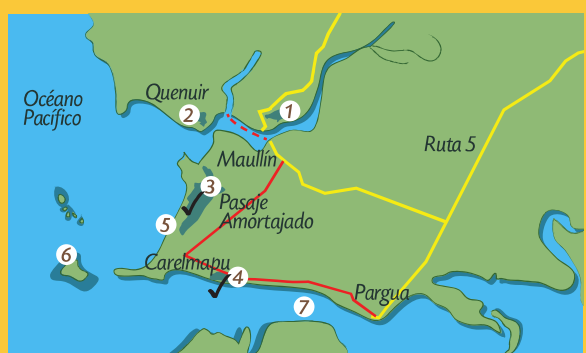 Océano
Pacífico
Quenuir
2
1
Ruta 5
Maullín
3
Pasaje
Amortajado
5
6
Carelmapu
4
7
Pargua